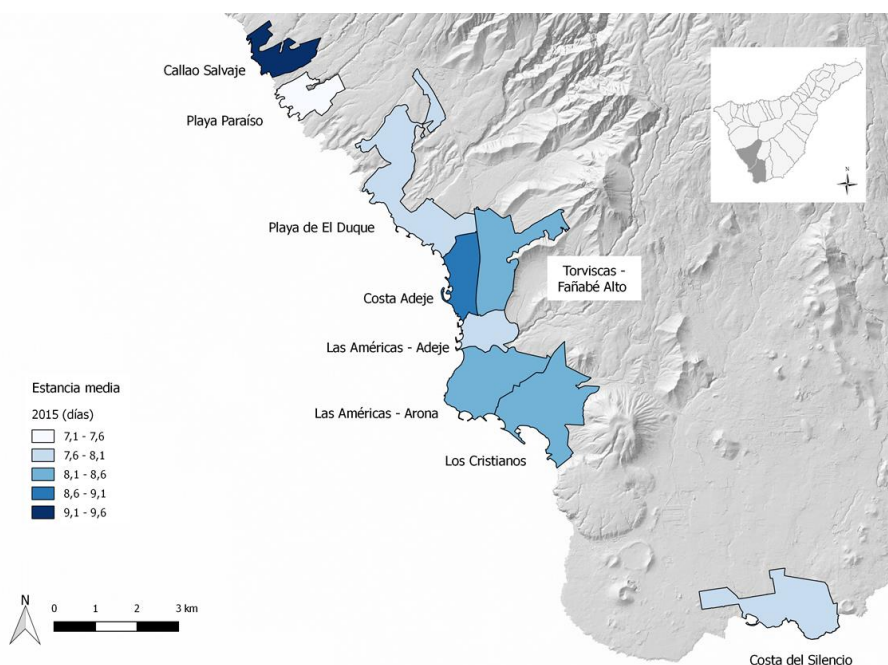 Callao Salvaje
Playa Paraíso
Playa de El Duque
Torviscas -
Fañabé Alto
Costa Adeje
Las Américas - Adeje
Las Américas - Arona
Los Cristianos
Costa del Silencio
Estancia media
2015 (días)
7,1 - 7,6
7,6 - 8,1
8,1 - 8,6
8,6 - 9,1
9,1 - 9,6
N
0 1 2 3 km
N